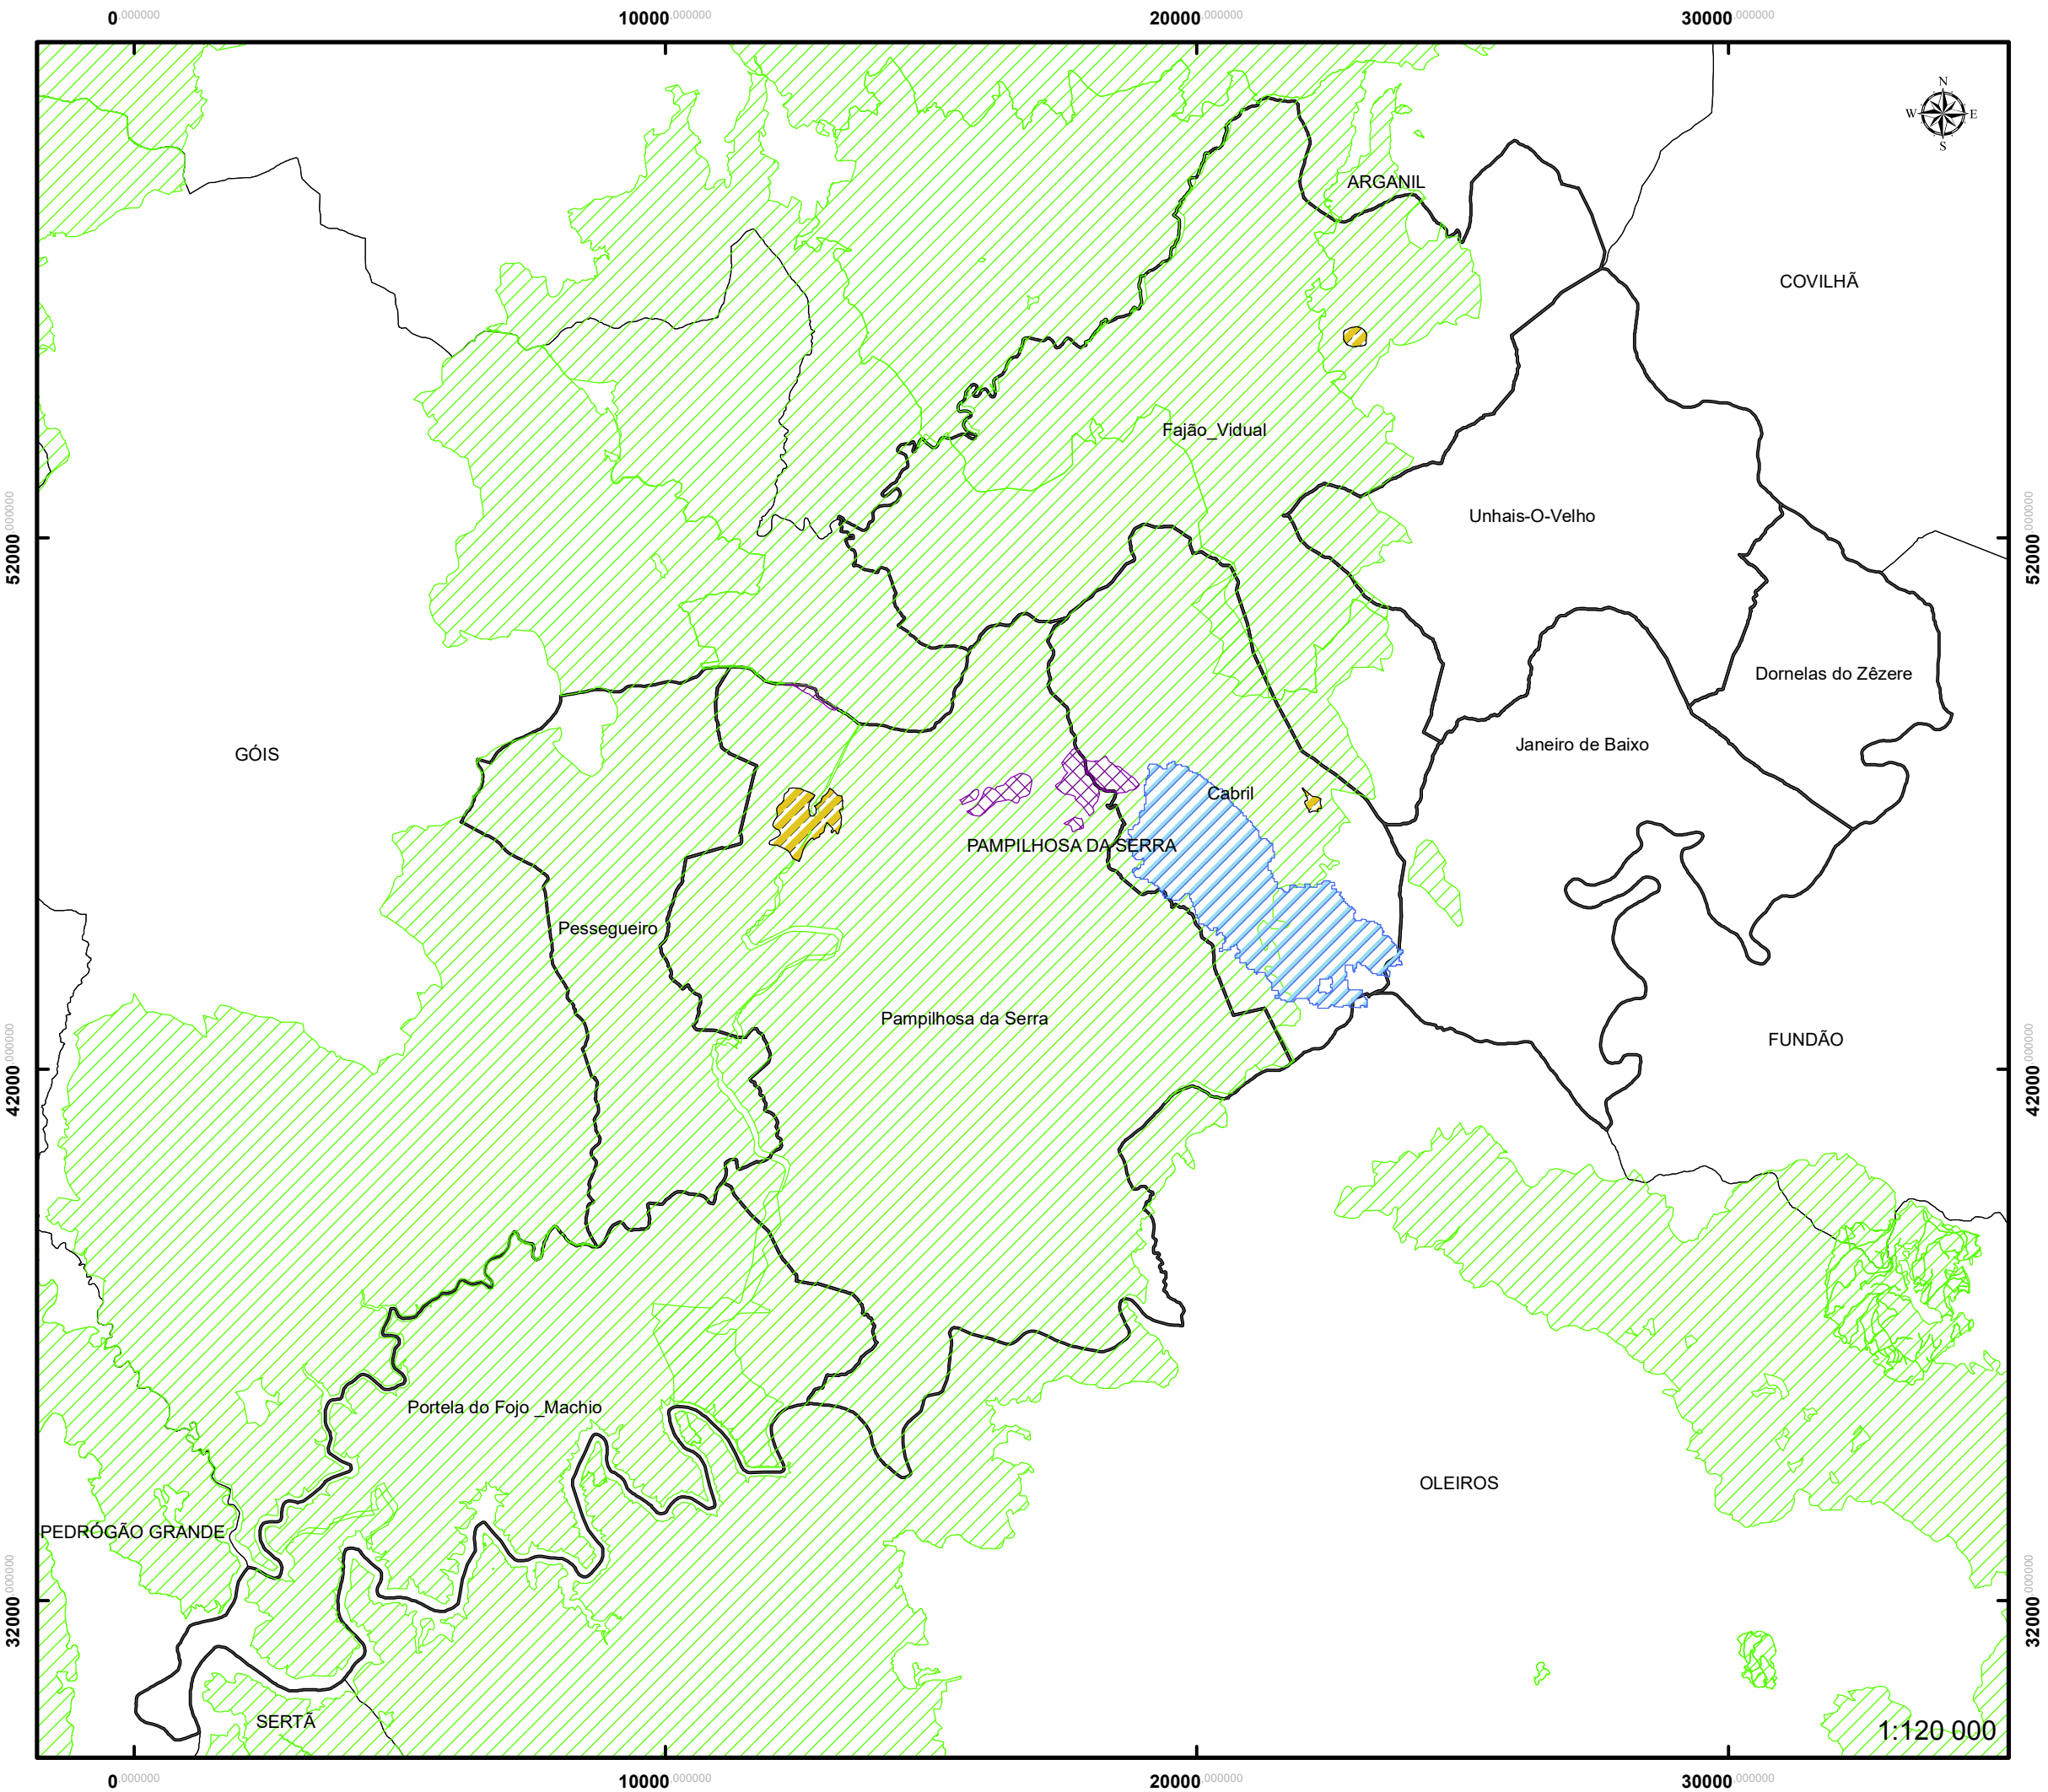 0,000000 10000,000000 20000,000000 30000,000000
N
W E
S
ARGANIL
COVILHÃ
Fajão_Vidual
52000,000000
52000,000000
Unhais-O-Velho
Dornelas do Zêzere
GÓIS
Janeiro de Baixo
Cabril
PAMPILHOSA DA SERRA
Pessegueiro
Pampilhosa da Serra
FUNDÃO
42000,000000
42000,000000
Portela do Fojo _Machio
OLEIROS
PEDRÓGÃO GRANDE
32000,000000
32000,000000
SERTÃ
1:120 000
0,000000 10000,000000 20000,000000 30000,000000